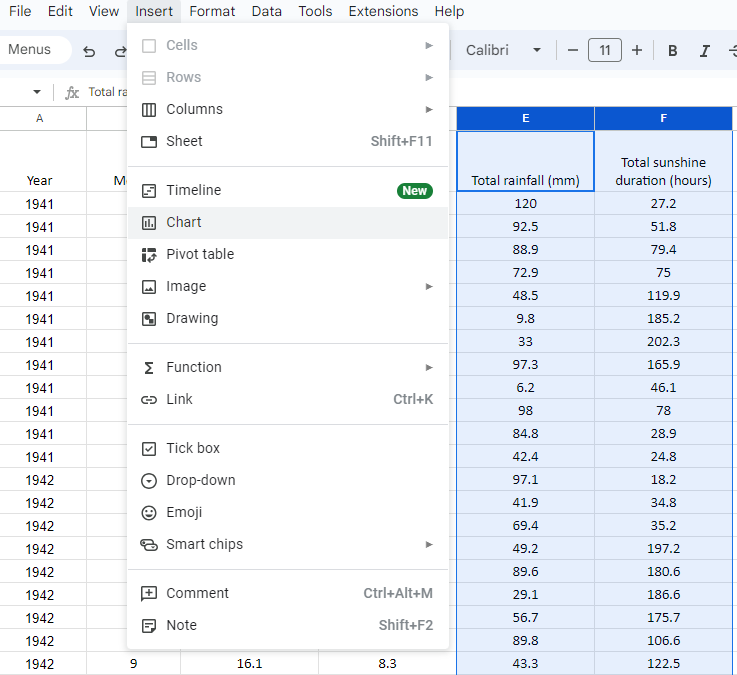 File Edit View Insert Format Data Tools Extensions Help
Menus Calibri 11 B I
fx Total ra
Cells
Rows
Columns
Sheet Shift+F11
Timeline New
Chart
Pivot table
Image
Drawing
Function
Link Ctrl+K
Tick box
Drop-down
Emoji
Smart chips
Comment Ctrl+Alt+M
Note Shift+F2
A E F
Year Total rainfall (mm) Total sunshine
duration (hours)
1941 120 27.2
1941 92.5 51.8
1941 88.9 79.4
1941 72.9 75
1941 48.5 119.9
1941 9.8 185.2
1941 33 202.3
1941 97.3 165.9
1941 6.2 46.1
1941 98 78
1941 84.8 28.9
1941 42.4 24.8
1942 97.1 18.2
1942 41.9 34.8
1942 69.4 35.2
1942 49.2 197.2
1942 89.6 180.6
1942 29.1 186.6
1942 56.7 175.7
1942 89.8 106.6
1942 9 16.1 8.3 43.3 122.5